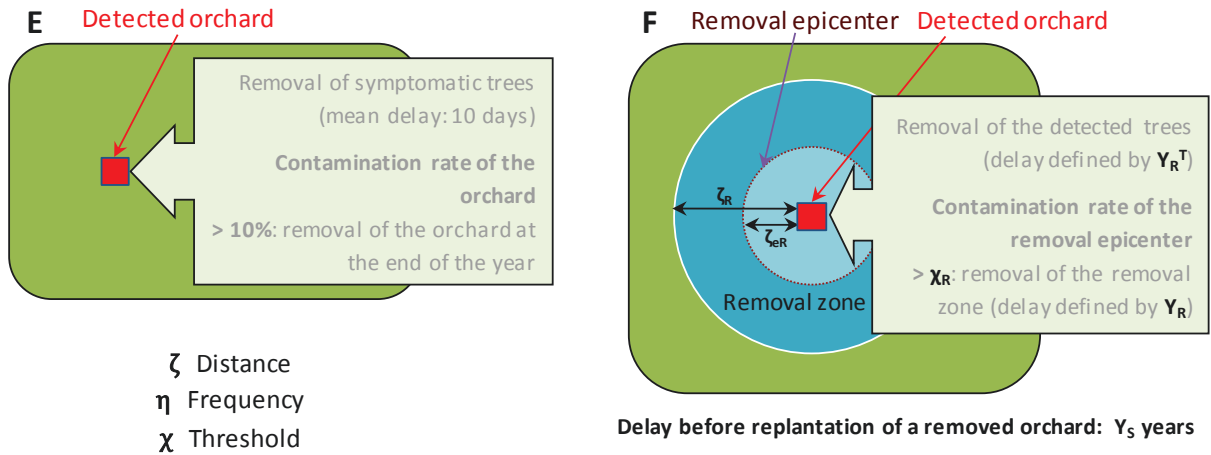 E
Detected orchard
Removal of symptomatic trees
(mean delay: 10 days)
Contamination rate of the
orchard
> 10%: removal of the orchard at
the end of the year
ζ Distance
η Frequency
χ Threshold
F
Removal epicenter
Detected orchard
ζR
ζeR
Removal zone
Removal of the detected trees
(delay defined by ΥRT)
Contamination rate of the
removal epicenter
> χR: removal of the removal
zone (delay defined by ΥR)
Delay before replantation of a removed orchard: ΥS years